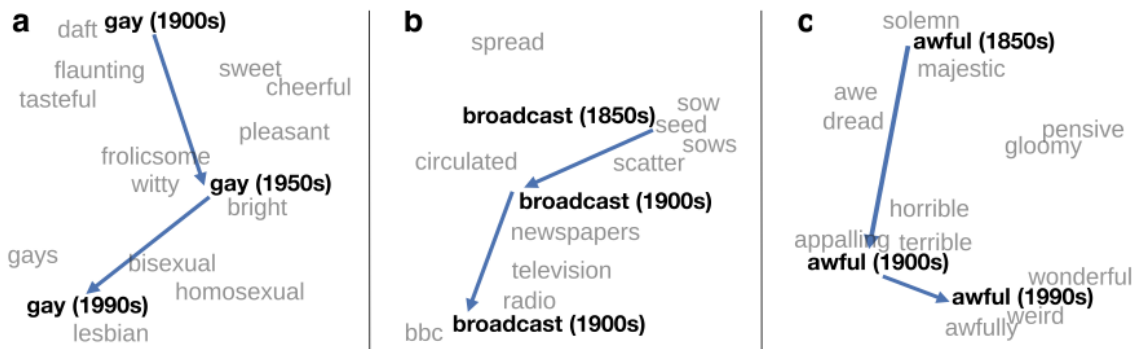 a
daft gay (1900s)
flaunting
sweet
tasteful
cheerful
pleasant
frolicsome
witty
gay (1950s)
bright
gays
bisexual
homosexual
gay (1990s)
lesbian
b
spread
sow
broadcast (1850s)
seed
sows
circulated
scatter
broadcast (1900s)
newspapers
television
radio
bbc
broadcast (1900s)
c
solemn
awful (1850s)
majestic
awe
dread
pensive
gloomy
horrible
appalling
terrible
awful (1900s)
wonderful
awful (1990s)
weird
awfully